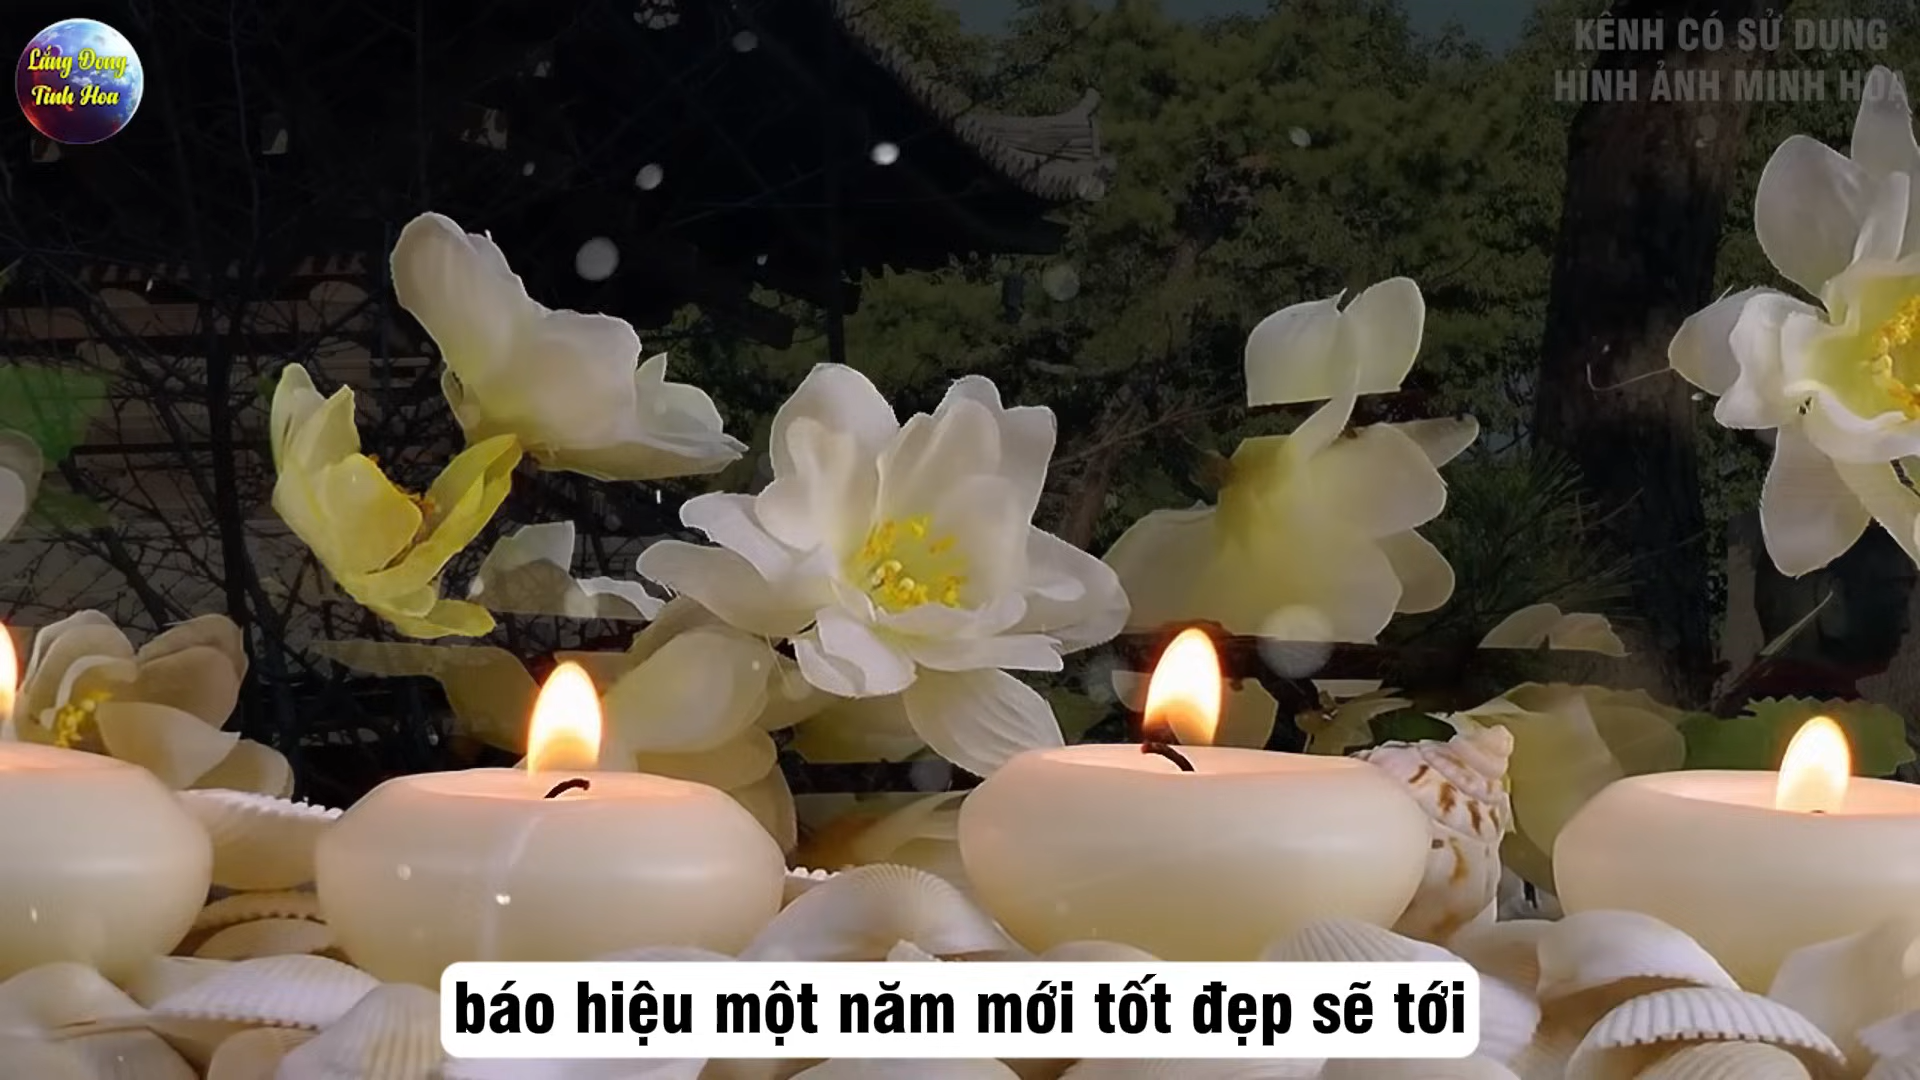 Lắng Đọng
Tinh Hoa
KÊNH CÓ SỬ DỤNG
HÌNH ẢNH MINH HOẠ
báo hiệu một năm mới tốt đẹp sẽ tới